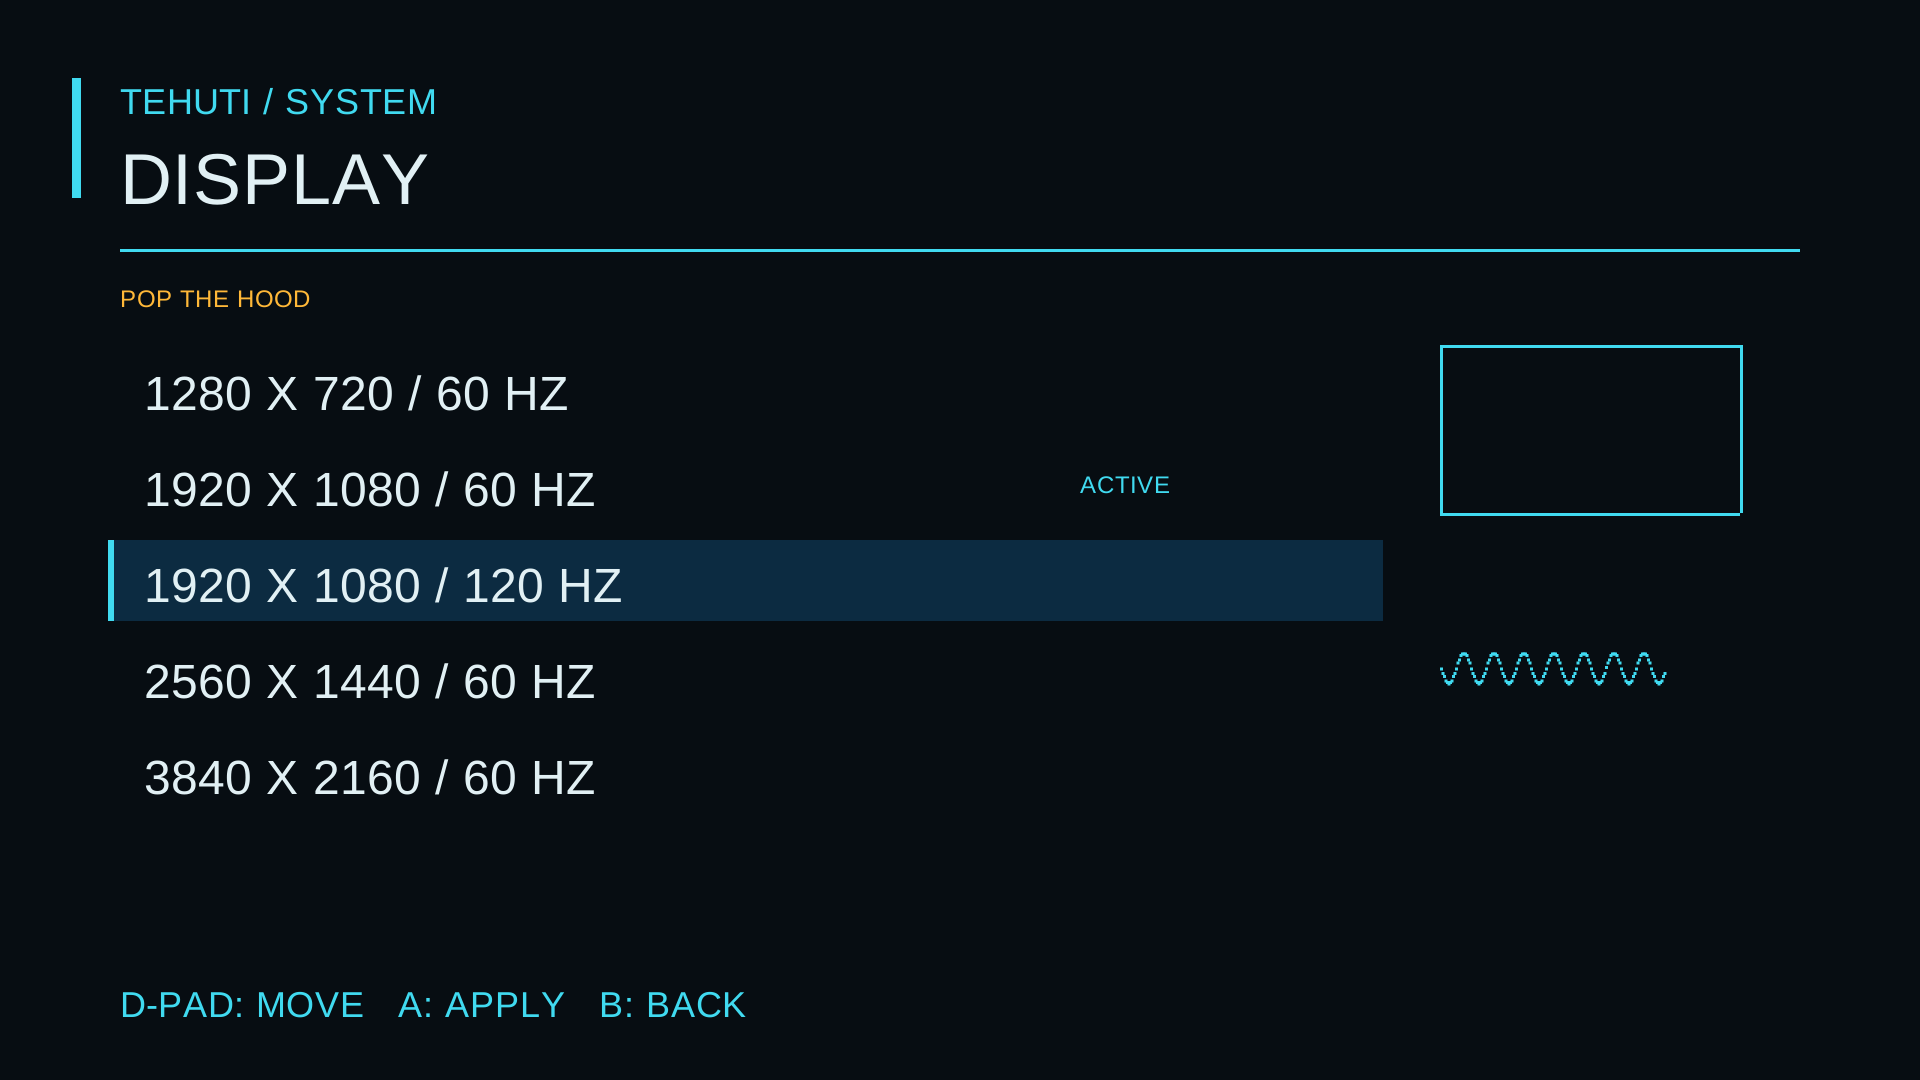 TEHUTI / SYSTEM
DISPLAY
POP THE HOOD
1280 X 720 / 60 HZ
1920 X 1080 / 60 HZ ACTIVE
1920 X 1080 / 120 HZ
2560 X 1440 / 60 HZ
3840 X 2160 / 60 HZ
D-PAD: MOVE A: APPLY B: BACK